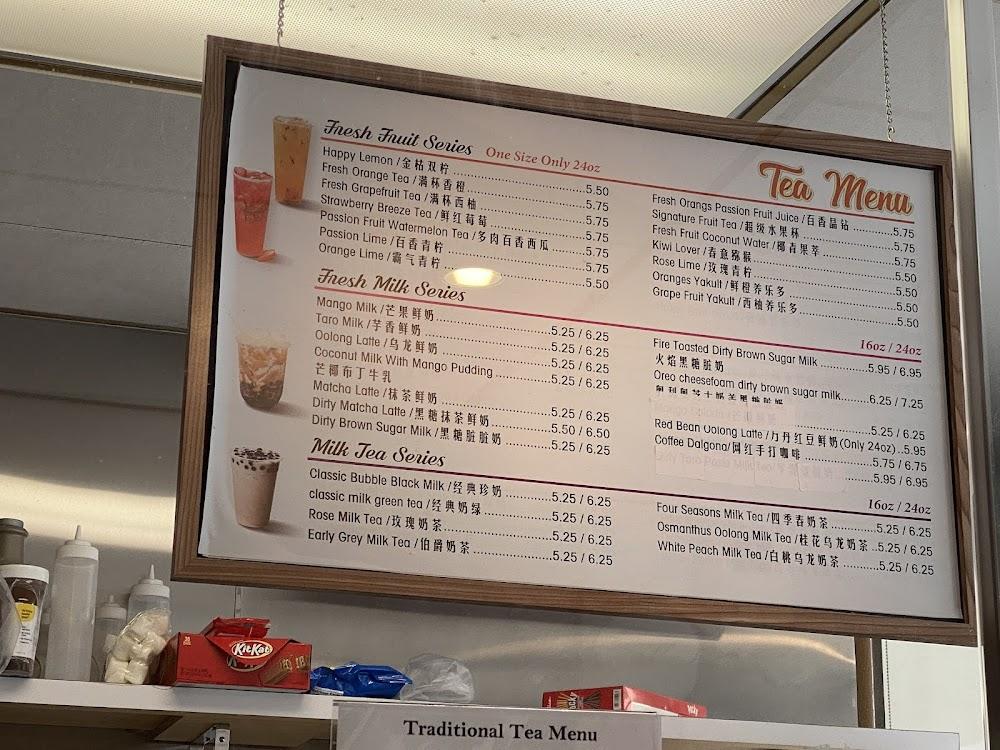 Tea Menu
Fresh Fruit Series One Size Only 24oz
Happy Lemon /金桔双柠 5.50
Fresh Orange Tea /满杯香橙 5.75
Fresh Grapefruit Tea /满杯西柚 5.75
Strawberry Breeze Tea /鲜红莓莓 5.75
Passion Fruit Watermelon Tea /多肉百香西瓜 5.75
Passion Lime /百香青柠 5.75
Orange Lime /霸气青柠 5.50
Fresh Orangs Passion Fruit Juice /百香晶钻 5.75
Signature Fruit Tea /超级水果杯 5.75
Fresh Fruit Coconut Water /椰青果萃 5.75
Kiwi Lover /春意猕猴 5.50
Rose Lime /玫瑰青柠 5.50
Oranges Yakult /鲜橙养乐多 5.50
Grape Fruit Yakult /西柚养乐多 5.50
Fresh Milk Series 16oz / 24oz
Mango Milk /芒果鲜奶 5.25 / 6.25
Taro Milk /芋香鲜奶 5.25 / 6.25
Oolong Latte /乌龙鲜奶 5.25 / 6.25
Coconut Milk With Mango Pudding 5.25 / 6.25
芒椰布丁牛乳
Matcha Latte /抹茶鲜奶 5.25 / 6.25
Dirty Matcha Latte /黑糖抹茶鲜奶 5.50 / 6.50
Dirty Brown Sugar Milk /黑糖脏脏奶 5.25 / 6.25
Fire Toasted Dirty Brown Sugar Milk 5.95 / 6.95
火焰黑糖脏奶
Oreo cheesefoam dirty brown sugar milk 6.25 / 7.25
5.25 / 6.25
Red Bean Oolong Latte /万丹红豆鲜奶(Only 24oz) 5.95
Coffee Dalgona/网红手打咖啡 5.75 / 6.75
5.95 / 6.95
Milk Tea Series 16oz / 24oz
Classic Bubble Black Milk /经典珍奶 5.25 / 6.25
classic milk green tea /经典奶绿 5.25 / 6.25
Rose Milk Tea /玫瑰奶茶 5.25 / 6.25
Early Grey Milk Tea /伯爵奶茶 5.25 / 6.25
Four Seasons Milk Tea /四季春奶茶 5.25 / 6.25
Osmanthus Oolong Milk Tea /桂花乌龙奶茶 5.25 / 6.25
White Peach Milk Tea /白桃乌龙奶茶 5.25 / 6.25
KitKat
Traditional Tea Menu